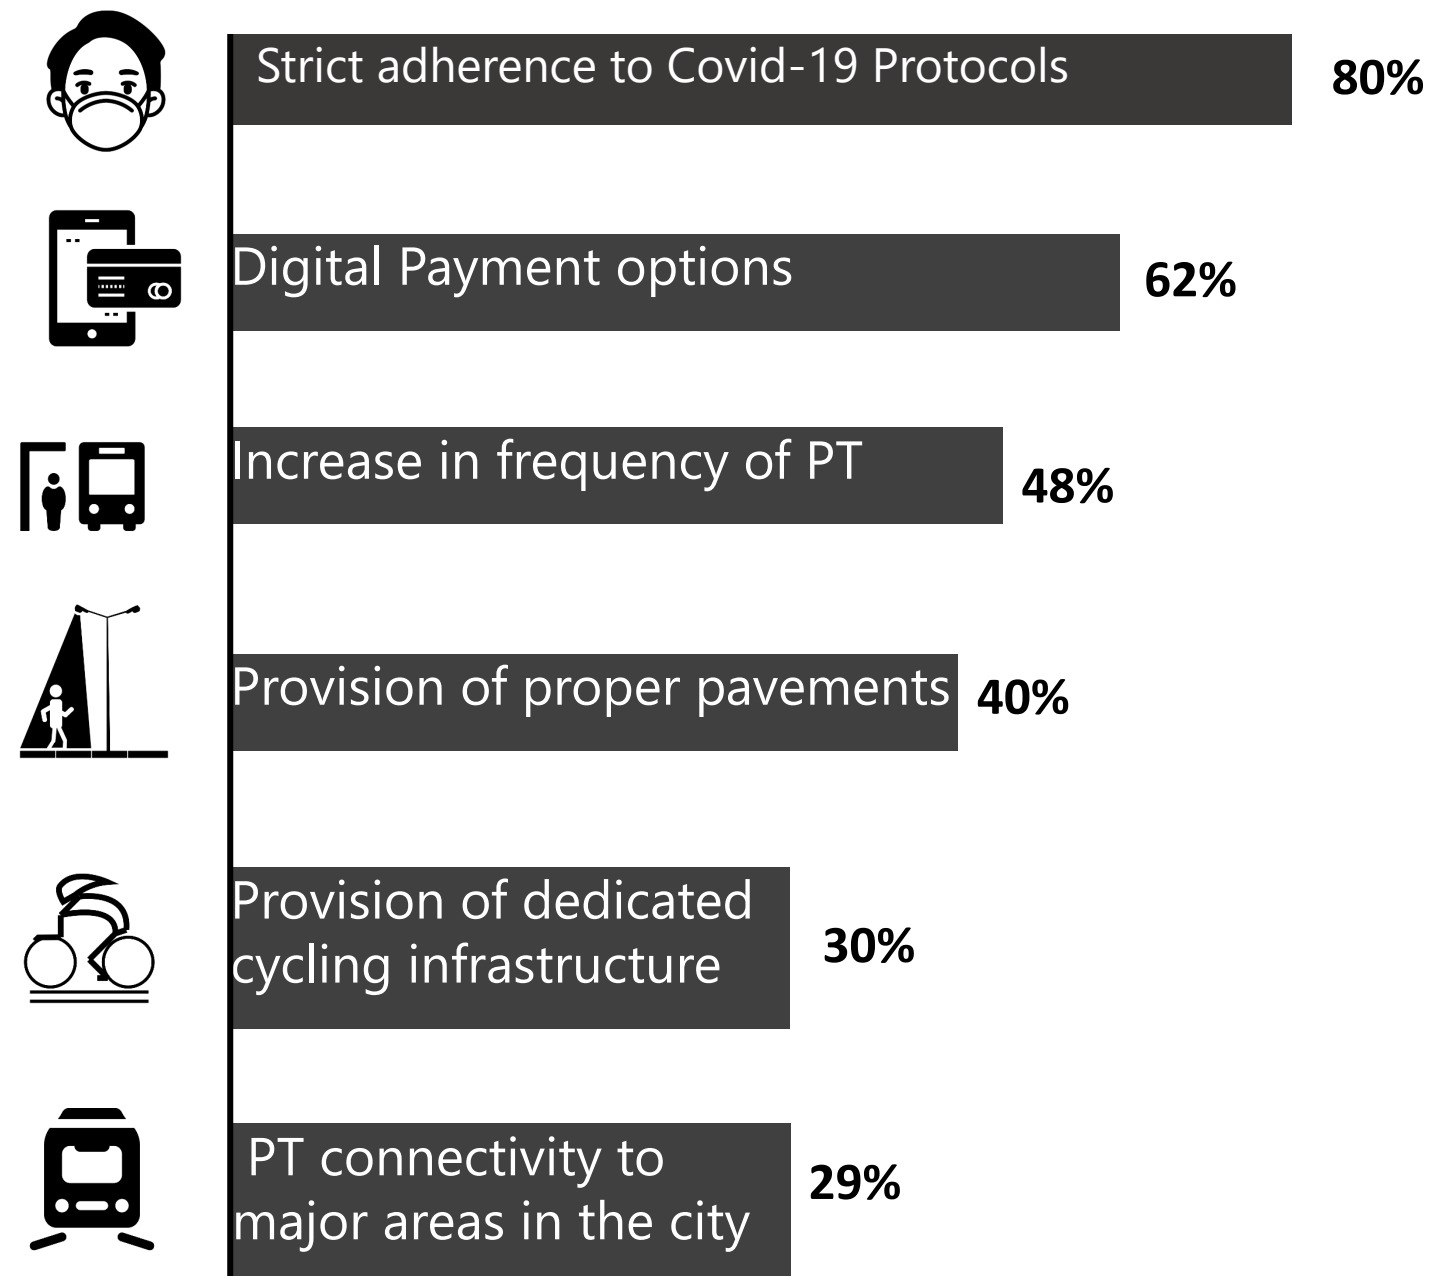 Strict adherence to Covid-19 Protocols
80%
Digital Payment options
62%
Increase in frequency of PT
48%
Provision of proper pavements
40%
Provision of dedicated
cycling infrastructure
30%
PT connectivity to
major areas in the city
29%